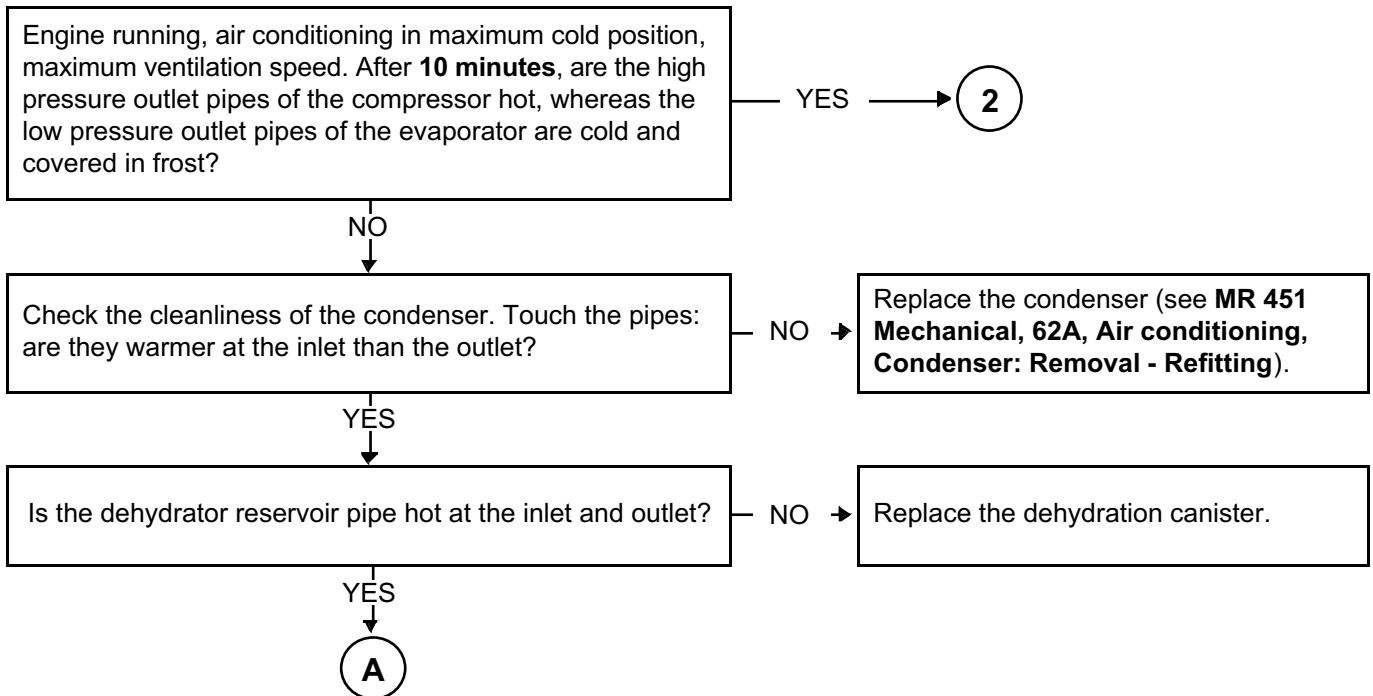 Engine running, air conditioning in maximum cold position,
maximum ventilation speed. After 10 minutes, are the high
pressure outlet pipes of the compressor hot, whereas the
low pressure outlet pipes of the evaporator are cold and
covered in frost?
YES
2
NO
Check the cleanliness of the condenser. Touch the pipes:
are they warmer at the inlet than the outlet?
NO
Replace the condenser (see MR 451
Mechanical, 62A, Air conditioning,
Condenser: Removal - Refitting).
YES
Is the dehydrator reservoir pipe hot at the inlet and outlet?
NO
Replace the dehydration canister.
YES
A